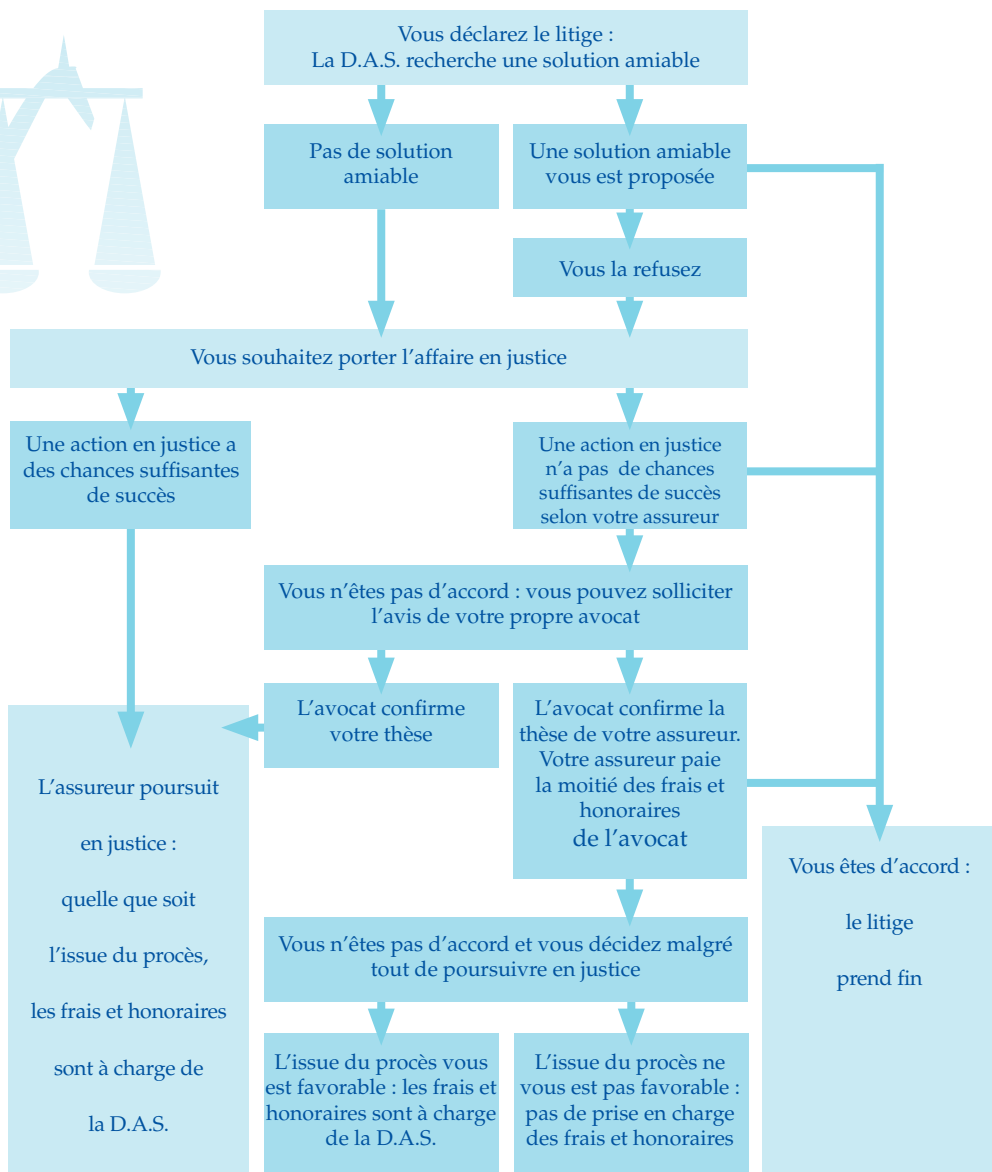 Vous déclarez le litige :
La D.A.S. recherche une solution amiable
Pas de solution
amiable
Une solution amiable
vous est proposée
Vous la refusez
Vous souhaitez porter l'affaire en justice
Une action en justice a
des chances suffisantes
de succès
Une action en justice
n'a pas de chances
suffisantes de succès
selon votre assureur
Vous n'êtes pas d'accord : vous pouvez solliciter
l'avis de votre propre avocat
L'avocat confirme
votre thèse
L'avocat confirme la
thèse de votre assureur.
Votre assureur paie
la moitié des frais et
honoraires
de l'avocat
L'assureur poursuit
en justice :
quelle que soit
l'issue du procès,
les frais et honoraires
sont à charge de
la D.A.S.
Vous êtes d'accord :
le litige
prend fin
Vous n'êtes pas d'accord et vous décidez malgré
tout de poursuivre en justice
L'issue du procès vous
est favorable : les frais et
honoraires sont à charge
de la D.A.S.
L'issue du procès ne
vous est pas favorable :
pas de prise en charge
des frais et honoraires